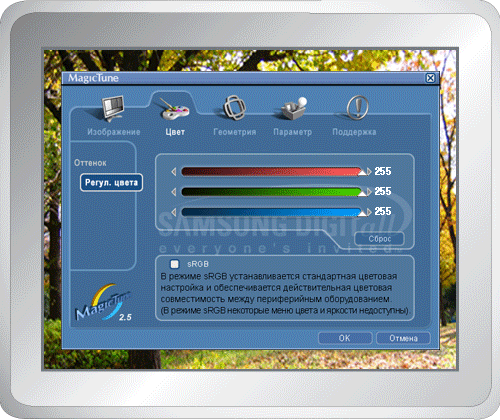 MagicTune
Изображение
Цвет
Геометрия
Параметр
Поддержка
Оттенок
Регул. цвета
255
255
255
SAMSUNG DIGITall
everyone's invited
Сброс
sRGB
В режиме sRGB устанавливается стандартная цветовая
настройка и обеспечивается действительная цветовая
совместимость между периферийным оборудованием.
(В режиме sRGB некоторые меню цвета и яркости недоступны)
MagicTune
2.5
OK
Отмена